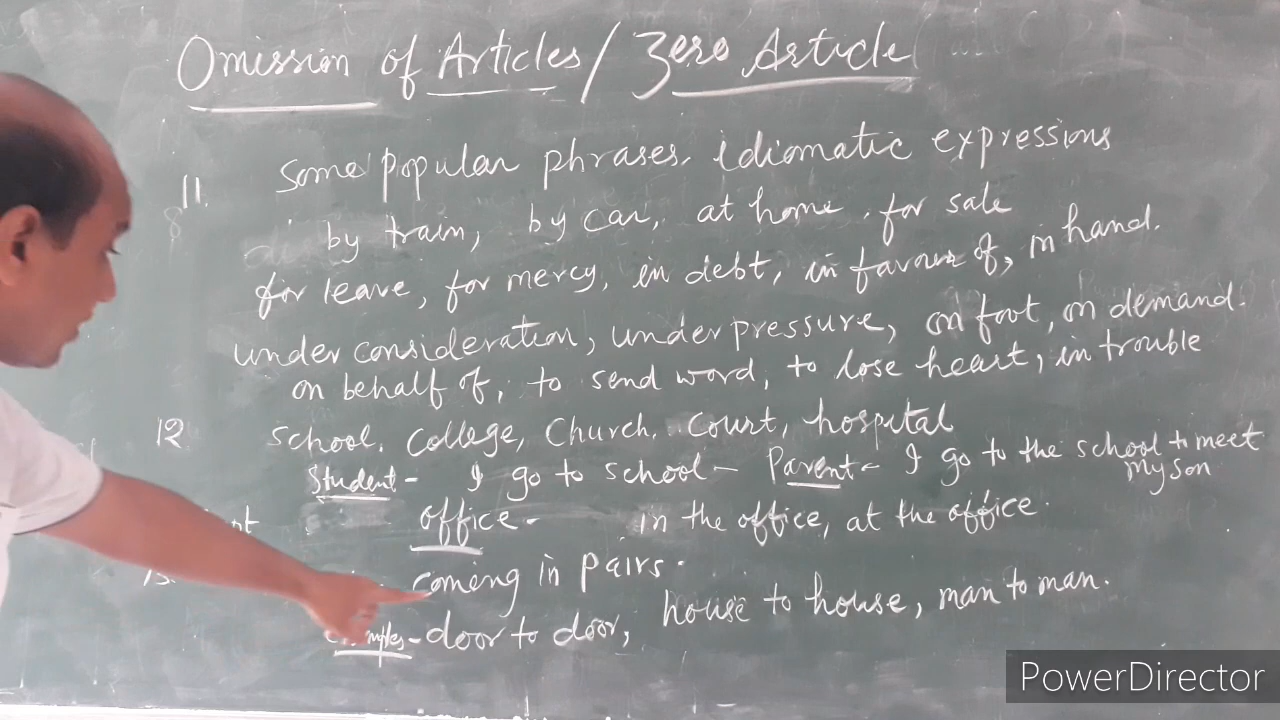 Omission of Articles / Zero Article
11. Some popular phrases. idiomatic expressions
by train, by car, at home, for sale
for leave, for mercy, in debt, in favour of, in hand.
under consideration, under pressure, on foot, on demand.
on behalf of, to send word, to lose heart, in trouble
12 School, College, Church, Court, hospital
Student - I go to school - Parent - I go to the school to meet
my son
office - in the office, at the office.
13. coming in pairs.
door to door, house to house, man to man.
PowerDirector